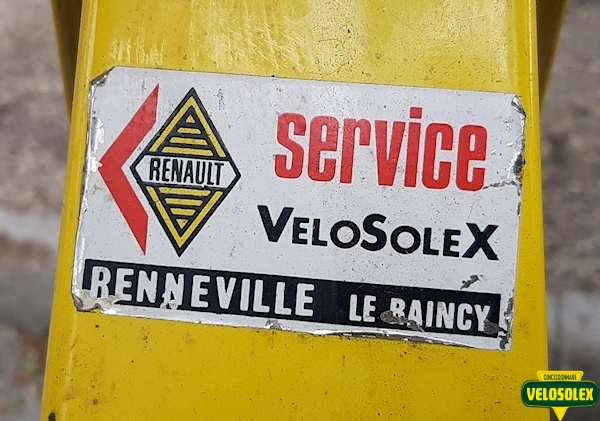 RENAULT
service
VELOSOLEX
RENNEVILLE LE RAINCY
CONCESSIONNAIRE
VELOSOLEX